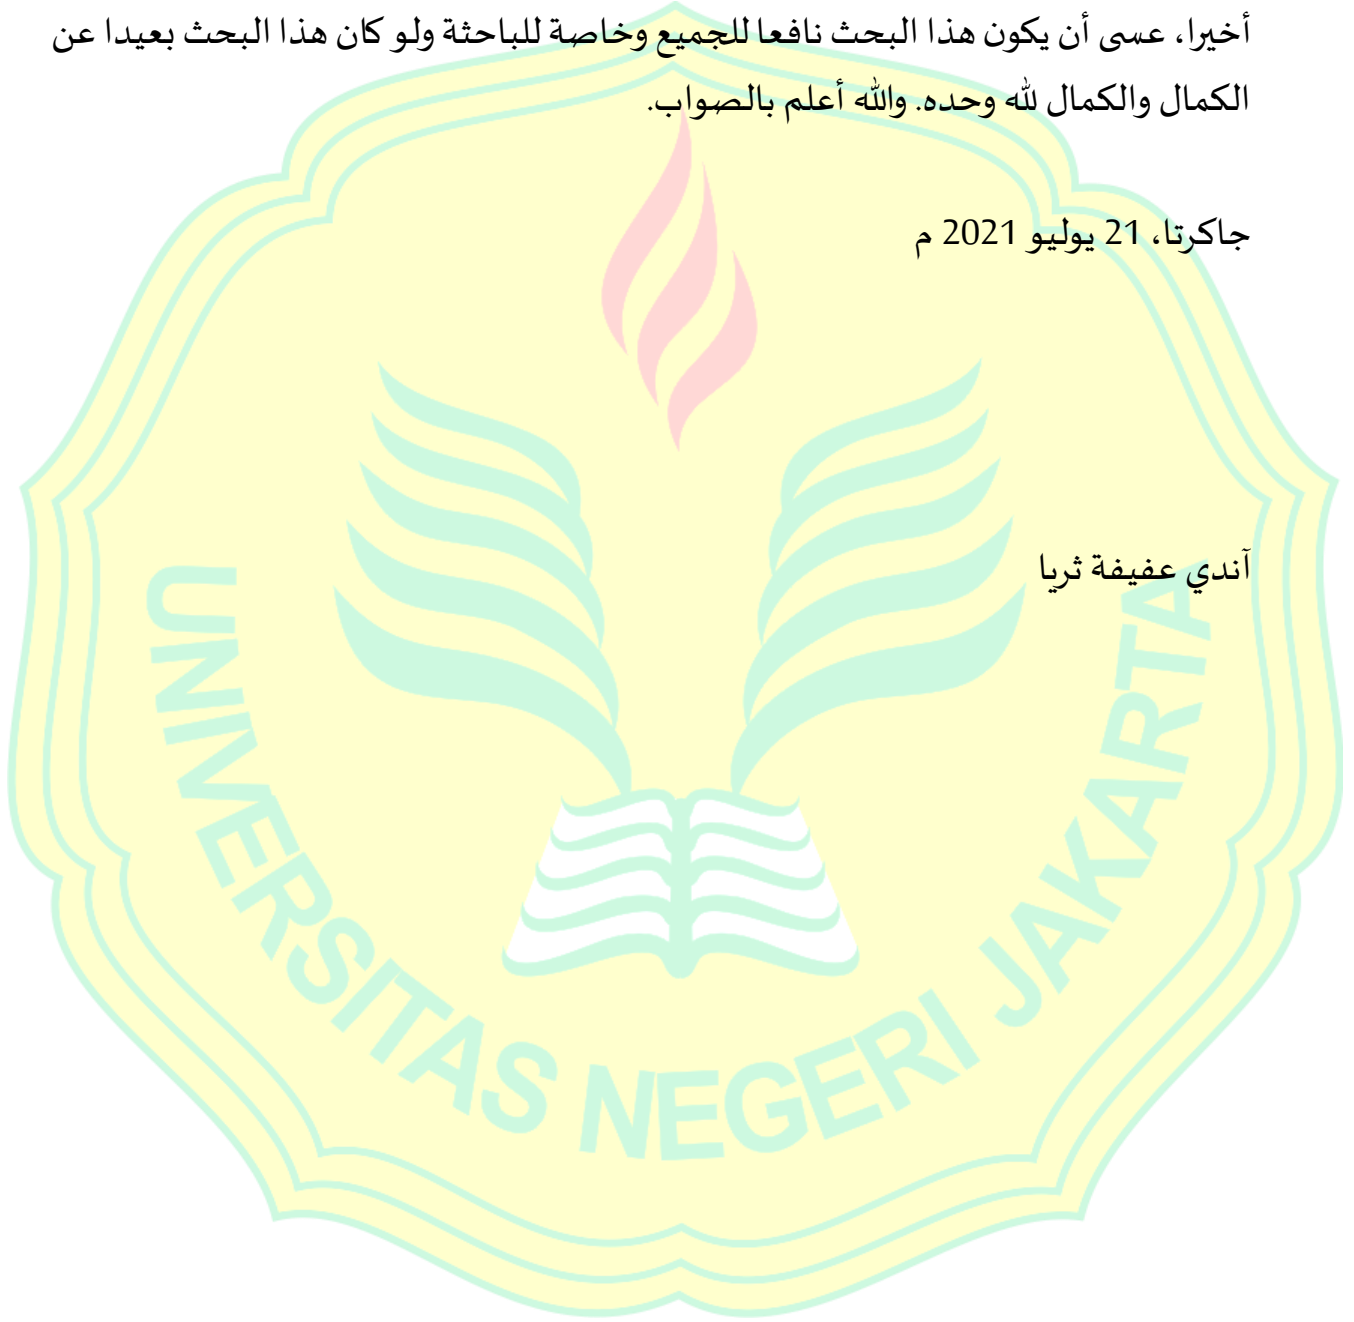 أخيرا، عسى أن يكون هذا البحث نافعا للجميع وخاصة للباحثة ولو كان هذا البحث بعيدا عن
الكمال والكمال لله وحده. والله أعلم بالصواب.
جاكرتا، 21 يوليو 2021 م
آندي عفيفة ثريا
UNIVERSITAS NEGERI JAKARTA